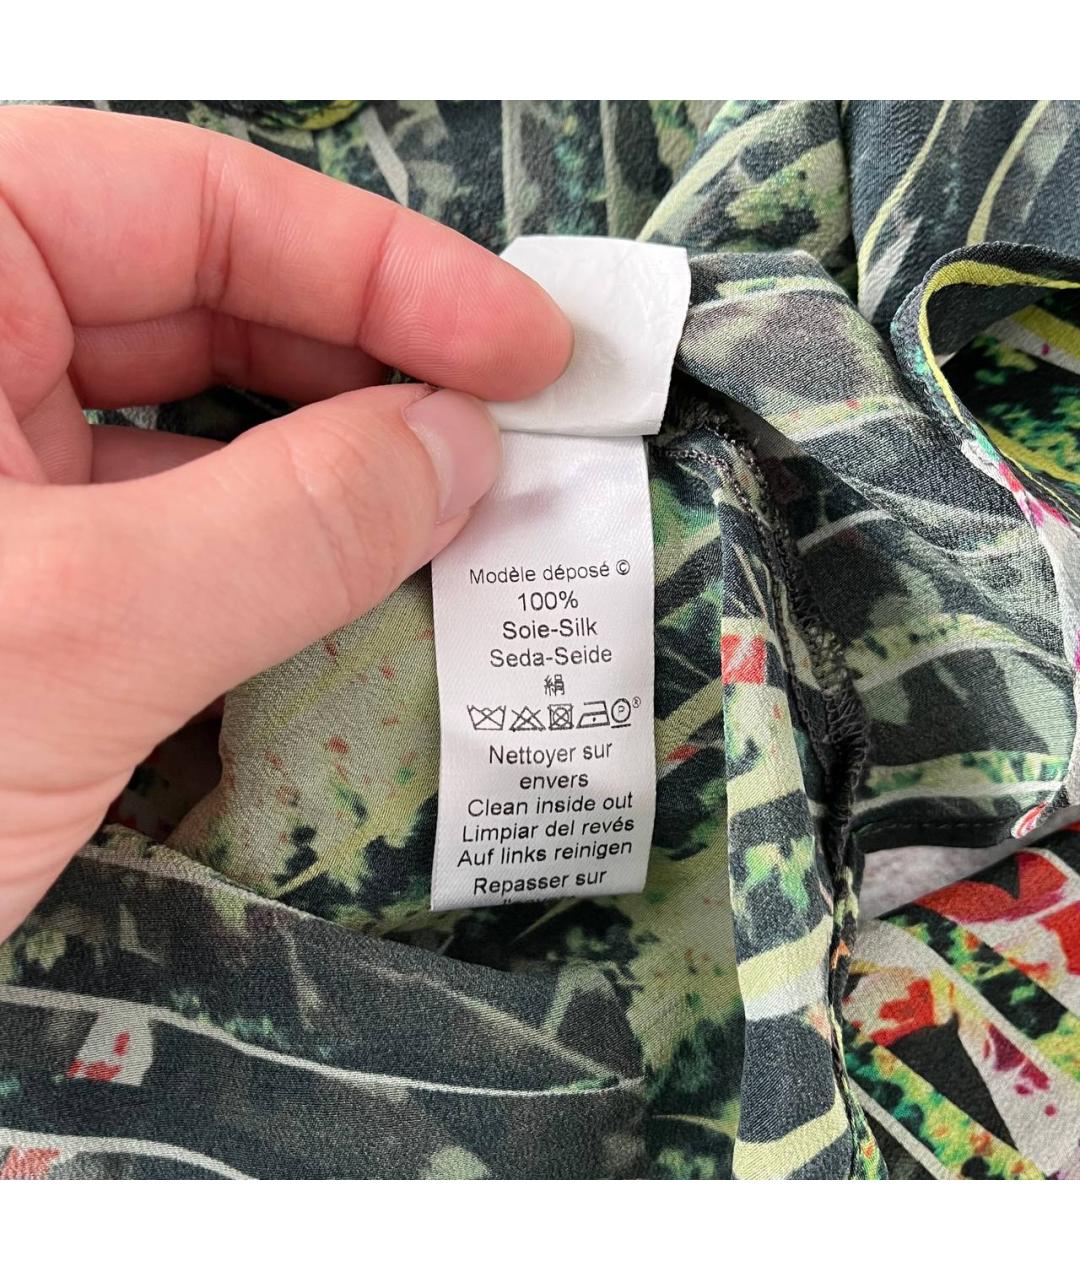 Modèle déposé ©
100%
Soie-Silk
Seda-Seide
絹
P ®
Nettoyer sur
envers
Clean inside out
Limpiar del revés
Auf links reinigen
Repasser sur